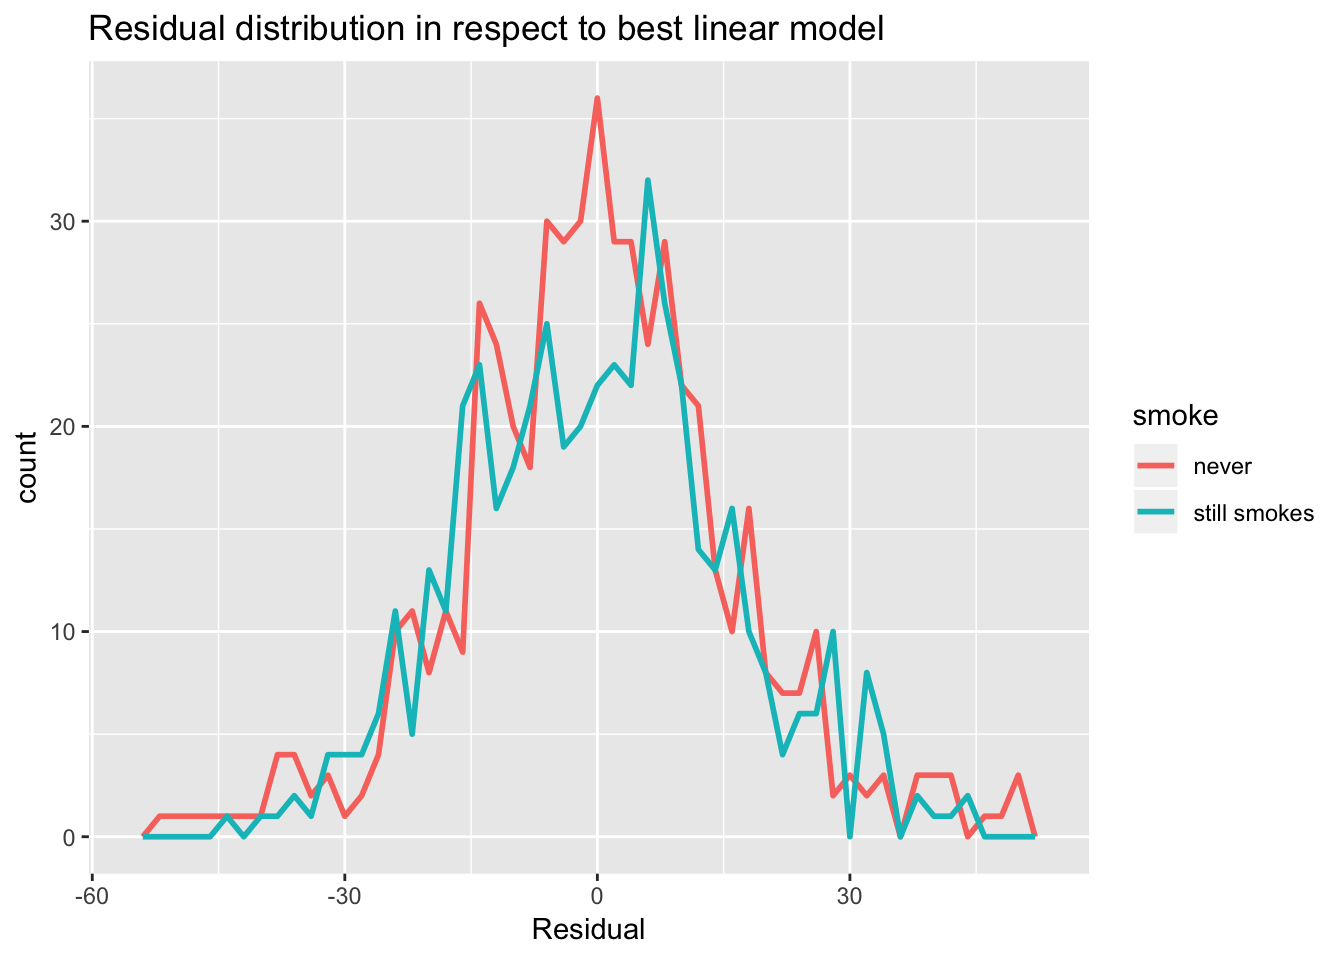 Residual distribution in respect to best linear model
30
20
10
0
count
-60
-30
0
30
Residual
smoke
never
still smokes